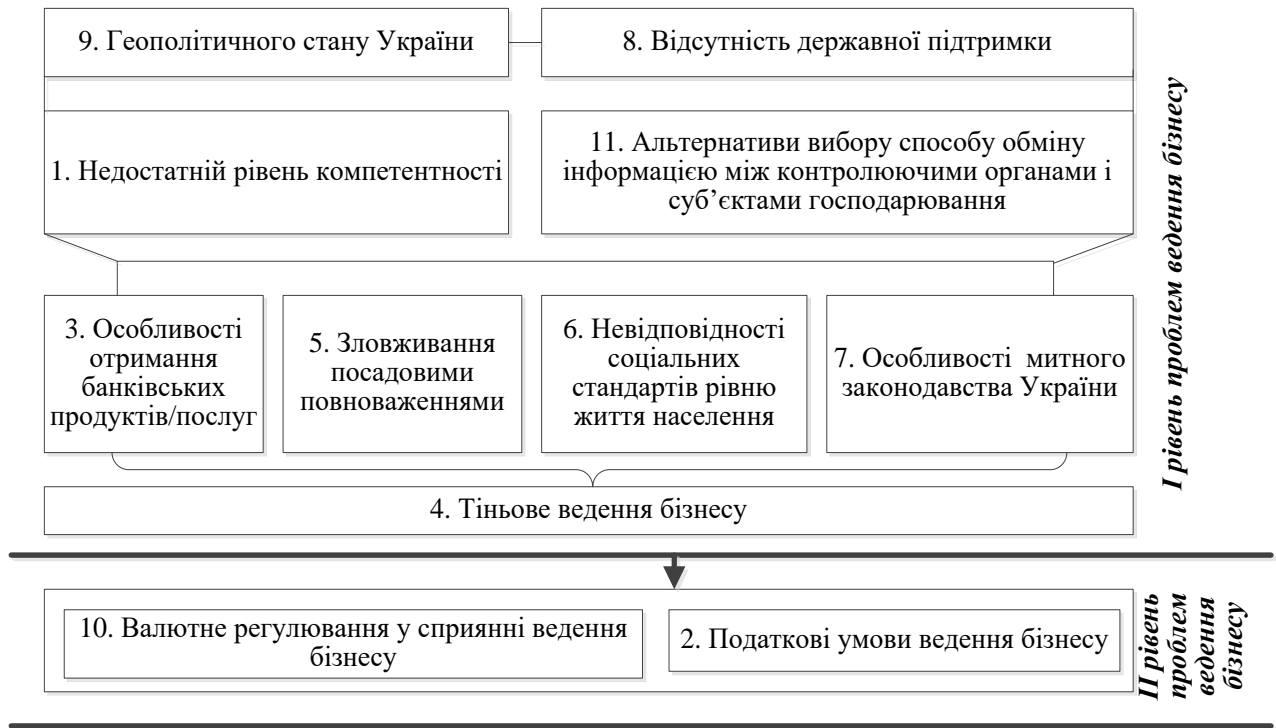 9. Геополітичного стану України
8. Відсутність державної підтримки
1. Недостатній рівень компетентності
11. Альтернативи вибору способу обміну
інформацією між контролюючими органами і
суб’єктами господарювання
3. Особливості
отримання
банківських
продуктів/послуг
5. Зловживання
посадовими
повноваженнями
6. Невідповідності
соціальних
стандартів рівню
життя населення
7. Особливості митного
законодавства України
4. Тіньове ведення бізнесу
І рівень проблем ведення бізнесу
10. Валютне регулювання у сприянні ведення
бізнесу
2. Податкові умови ведення бізнесу
ІІ рівень
проблем
ведення
бізнесу